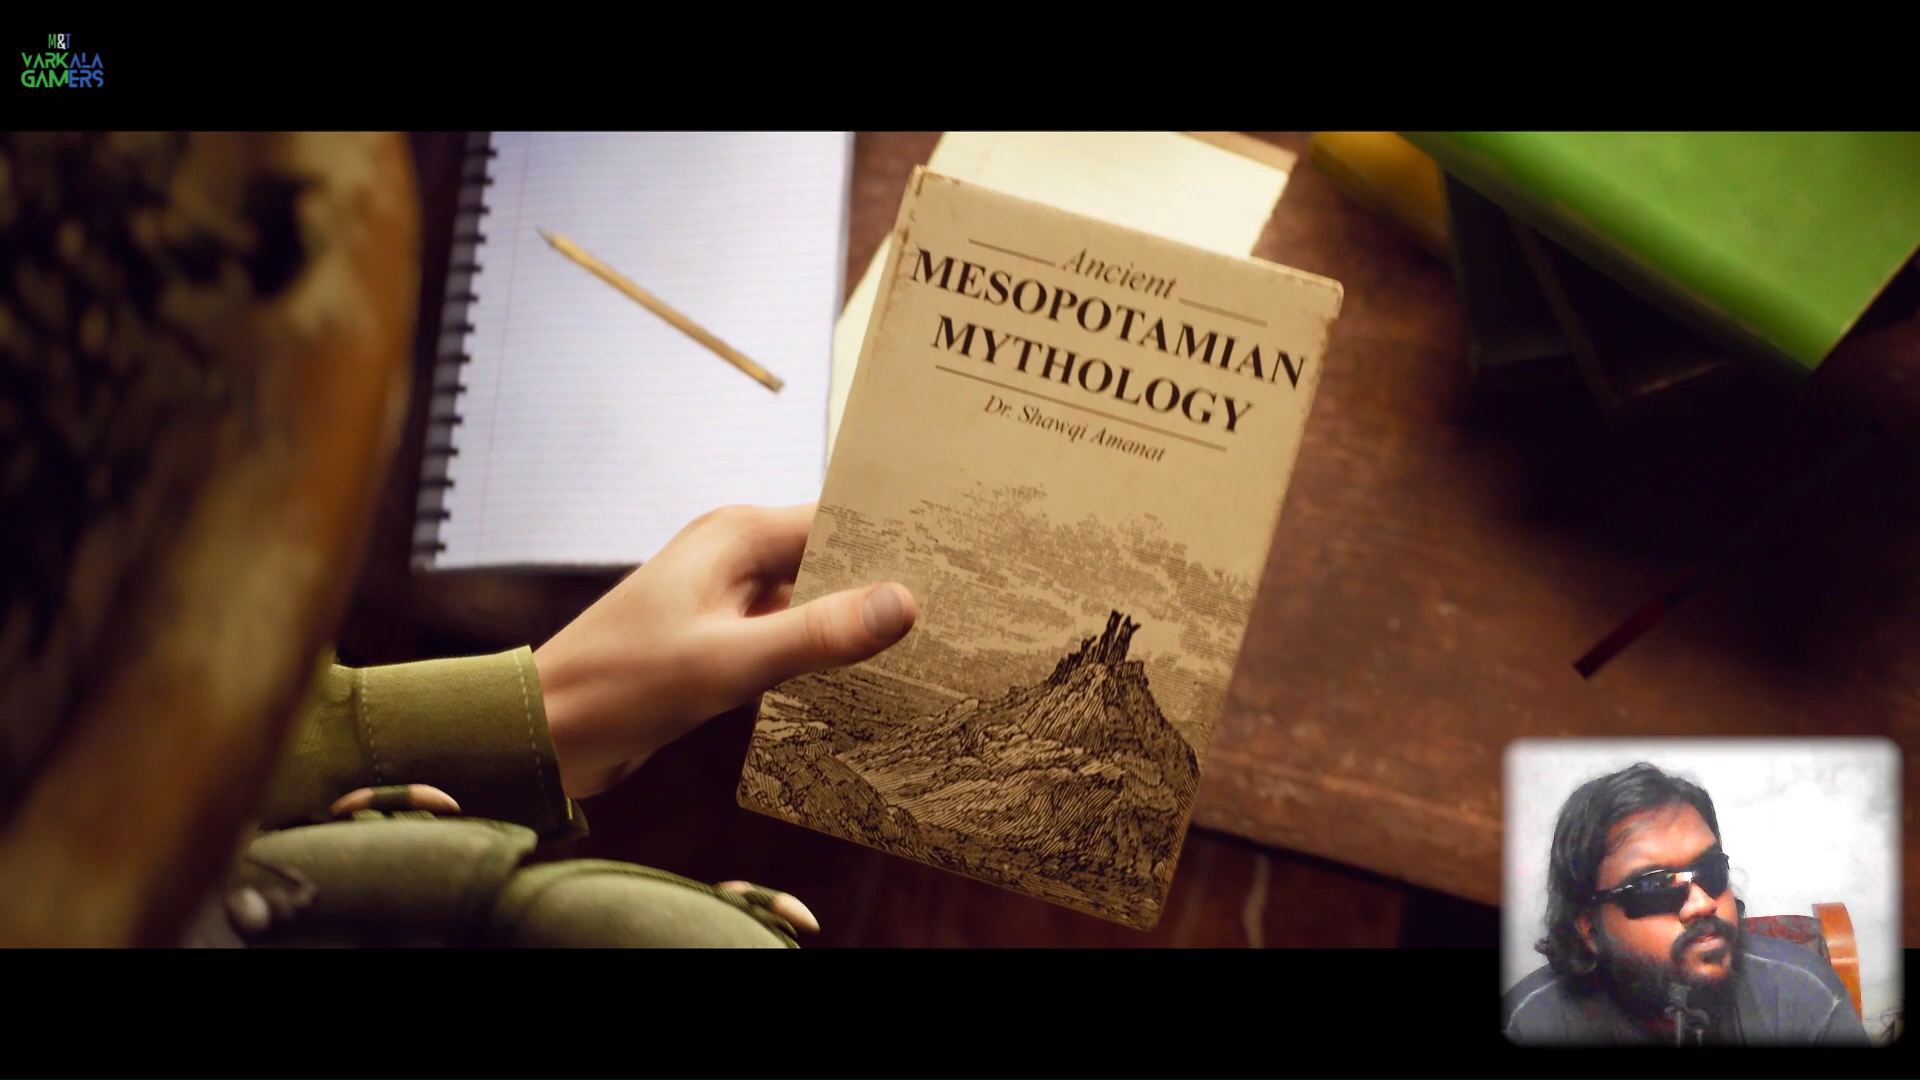 M&T
VARKALA
GAMERS
Ancient
MESOPOTAMIAN
MYTHOLOGY
Dr. Shawqi Amanat